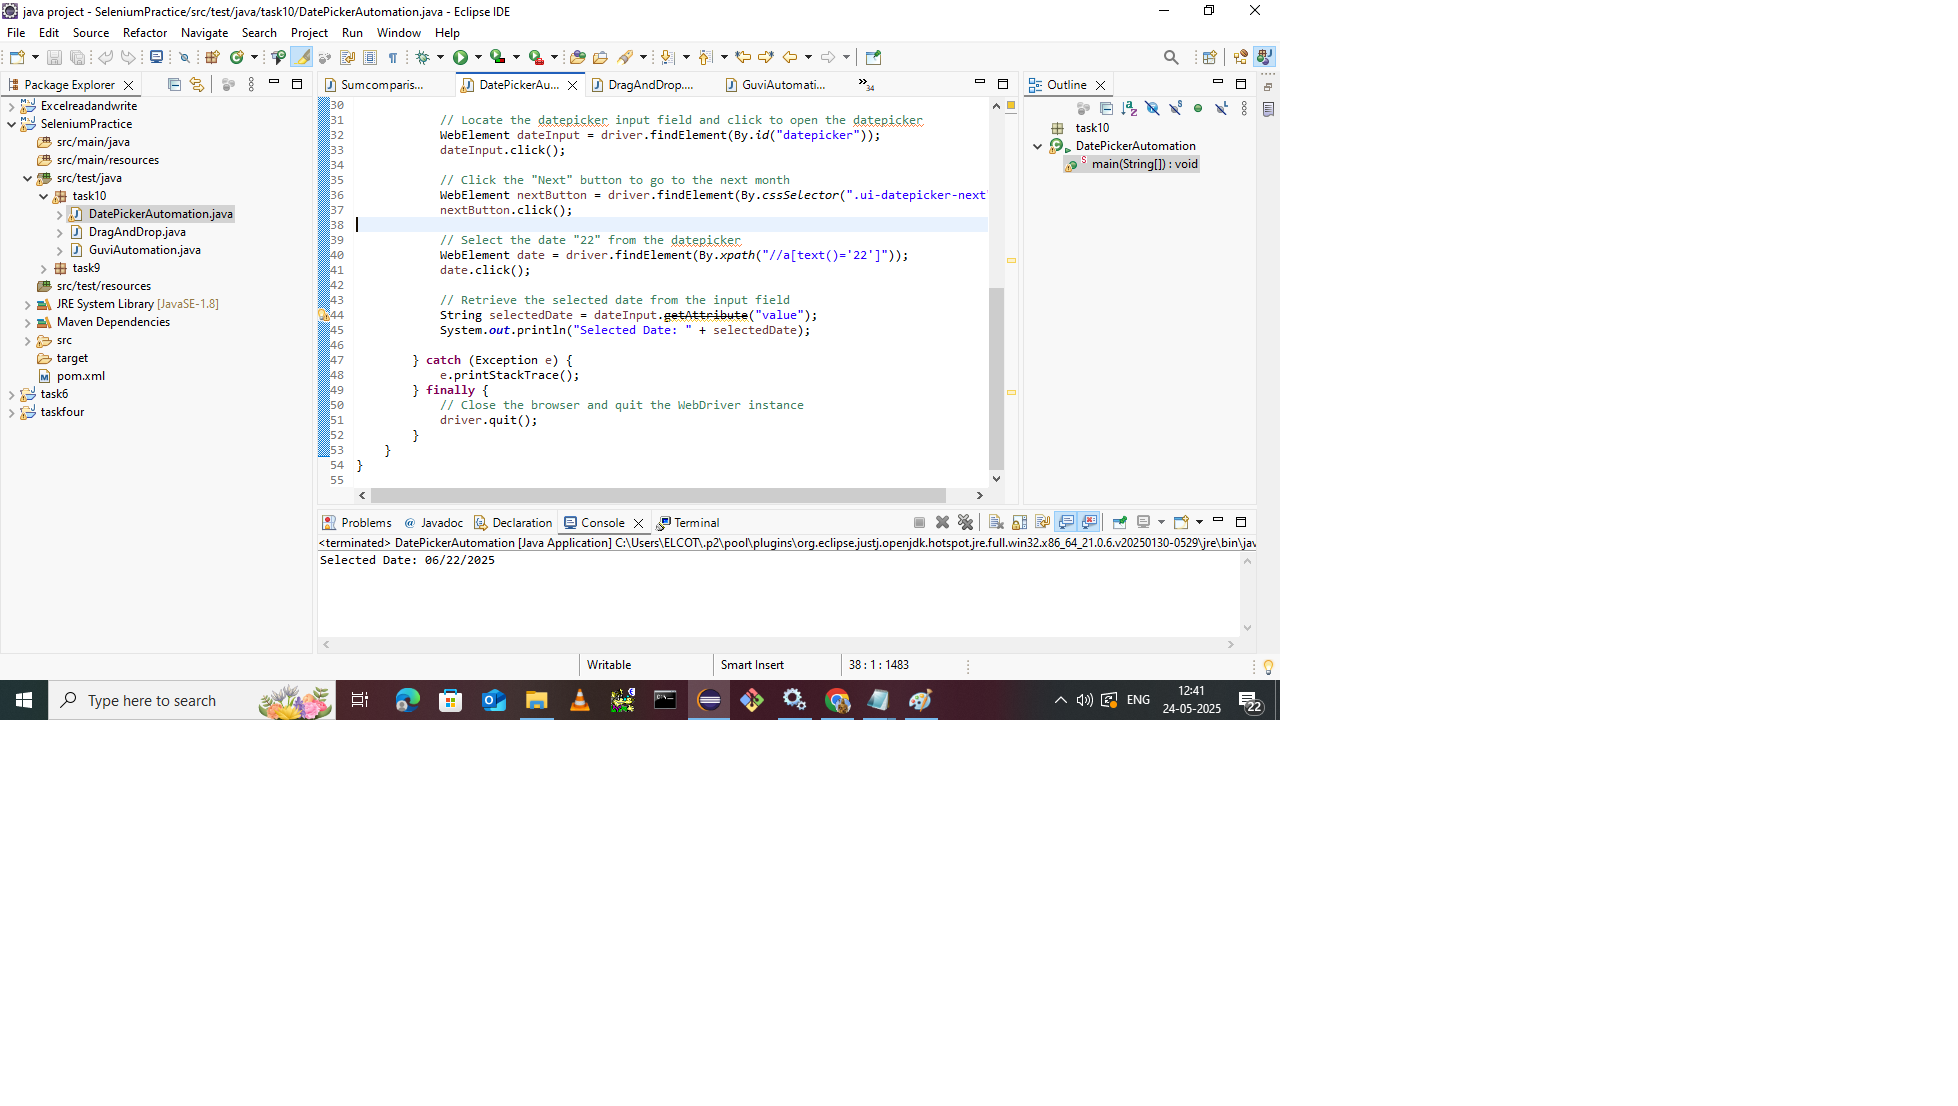 java project - SeleniumPractice/src/test/java/task10/DatePickerAutomation.java - Eclipse IDE
File Edit Source Refactor Navigate Search Project Run Window Help
Package Explorer
Excelreadandwrite
SeleniumPractice
src/main/java
src/main/resources
src/test/java
task10
DatePickerAutomation.java
DragAndDrop.java
GuviAutomation.java
task9
src/test/resources
JRE System Library [JavaSE-1.8]
Maven Dependencies
src
target
pom.xml
task6
taskfour
Sumcomparis... DatePickerAu... DragAndDrop.... GuviAutomati... »34
30
31 // Locate the datepicker input field and click to open the datepicker
32 WebElement dateInput = driver.findElement(By.id("datepicker"));
33 dateInput.click();
34
35 // Click the "Next" button to go to the next month
36 WebElement nextButton = driver.findElement(By.cssSelector(".ui-datepicker-next
37 nextButton.click();
38
39 // Select the date "22" from the datepicker
40 WebElement date = driver.findElement(By.xpath("//a[text()='22']"));
41 date.click();
42
43 // Retrieve the selected date from the input field
44 String selectedDate = dateInput.getAttribute("value");
45 System.out.println("Selected Date: " + selectedDate);
46
47 } catch (Exception e) {
48 e.printStackTrace();
49 } finally {
50 // Close the browser and quit the WebDriver instance
51 driver.quit();
52 }
53 }
54 }
55
Outline
task10
DatePickerAutomation
main(String[]) : void
Problems @ Javadoc Declaration Console Terminal
<terminated> DatePickerAutomation [Java Application] C:\Users\ELCOT\.p2\pool\plugins\org.eclipse.justj.openjdk.hotspot.jre.full.win32.x86_64_21.0.6.v20250130-0529\jre\bin\jav
Selected Date: 06/22/2025
Writable Smart Insert 38 : 1 : 1483
Type here to search
ENG
12:41
24-05-2025
22